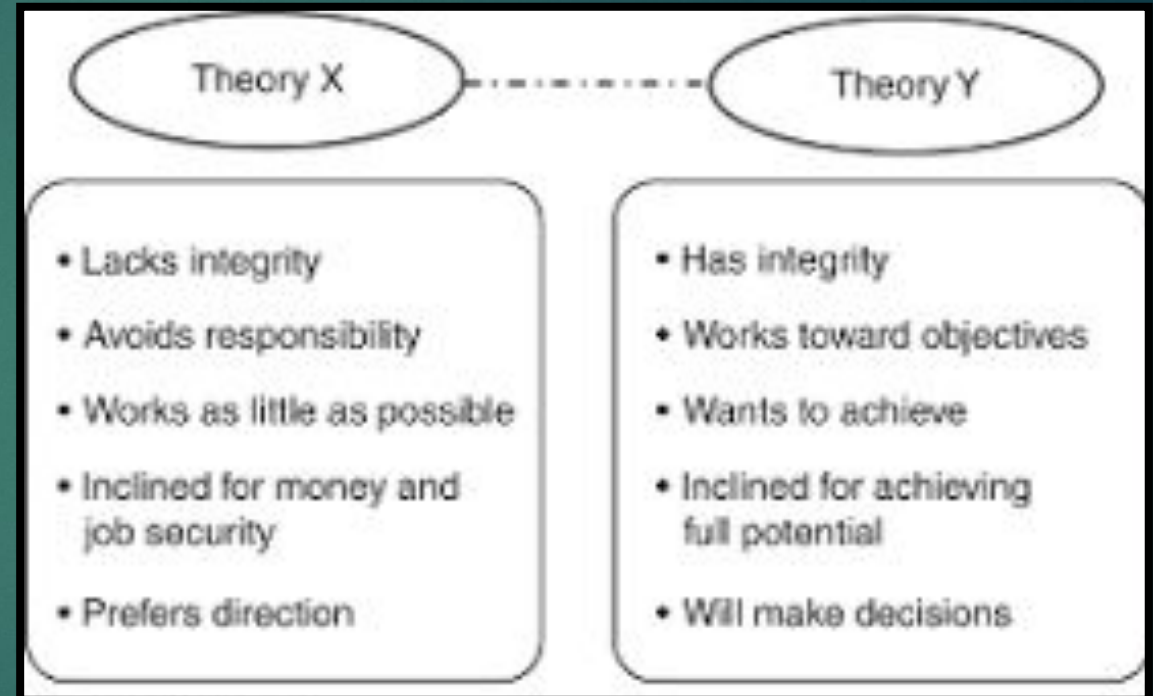 Theory X
Theory Y
• Lacks integrity
• Avoids responsibility
• Works as little as possible
• Inclined for money and
job security
• Prefers direction
• Has integrity
• Works toward objectives
• Wants to achieve
• Inclined for achieving
full potential
• Will make decisions